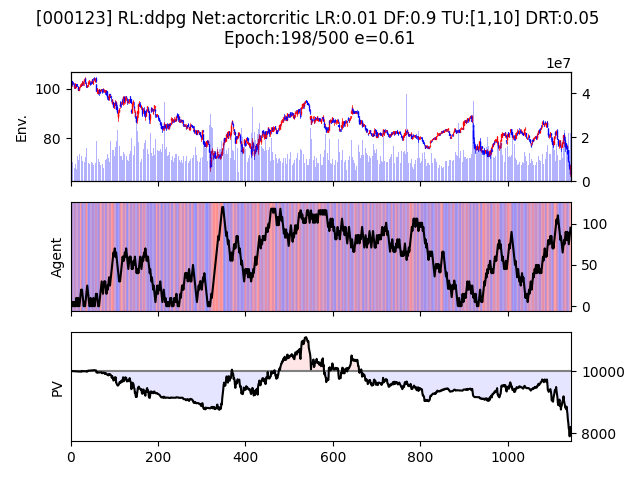 [000123] RL:ddpg Net:actorcritic LR:0.01 DF:0.9 TU:[1,10] DRT:0.05
Epoch:198/500 e=0.61
1e7
Env.
100
80
4
2
0
Agent
100
50
0
PV
10000
8000
0 200 400 600 800 1000